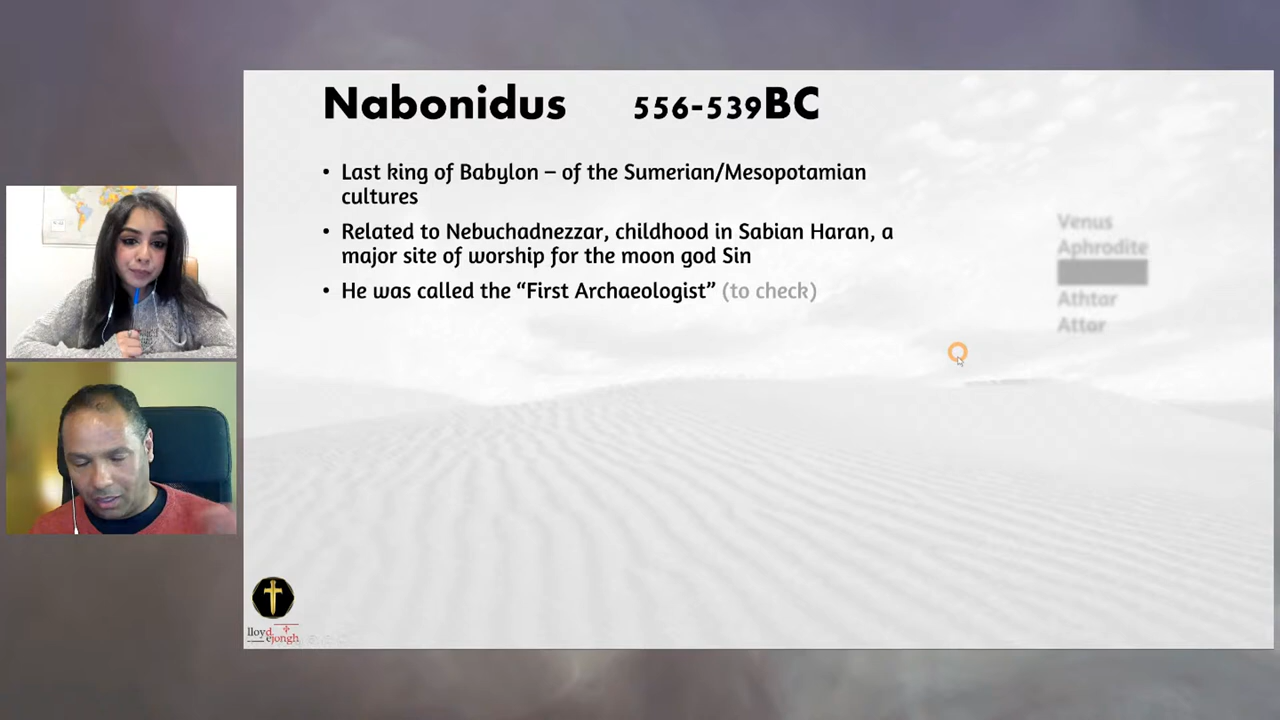 Nabonidus 556-539BC
• Last king of Babylon – of the Sumerian/Mesopotamian
cultures
• Related to Nebuchadnezzar, childhood in Sabian Haran, a
major site of worship for the moon god Sin
• He was called the “First Archaeologist” (to check)
Venus
Aphrodite
Athtar
Attor
lloyd
ejongh